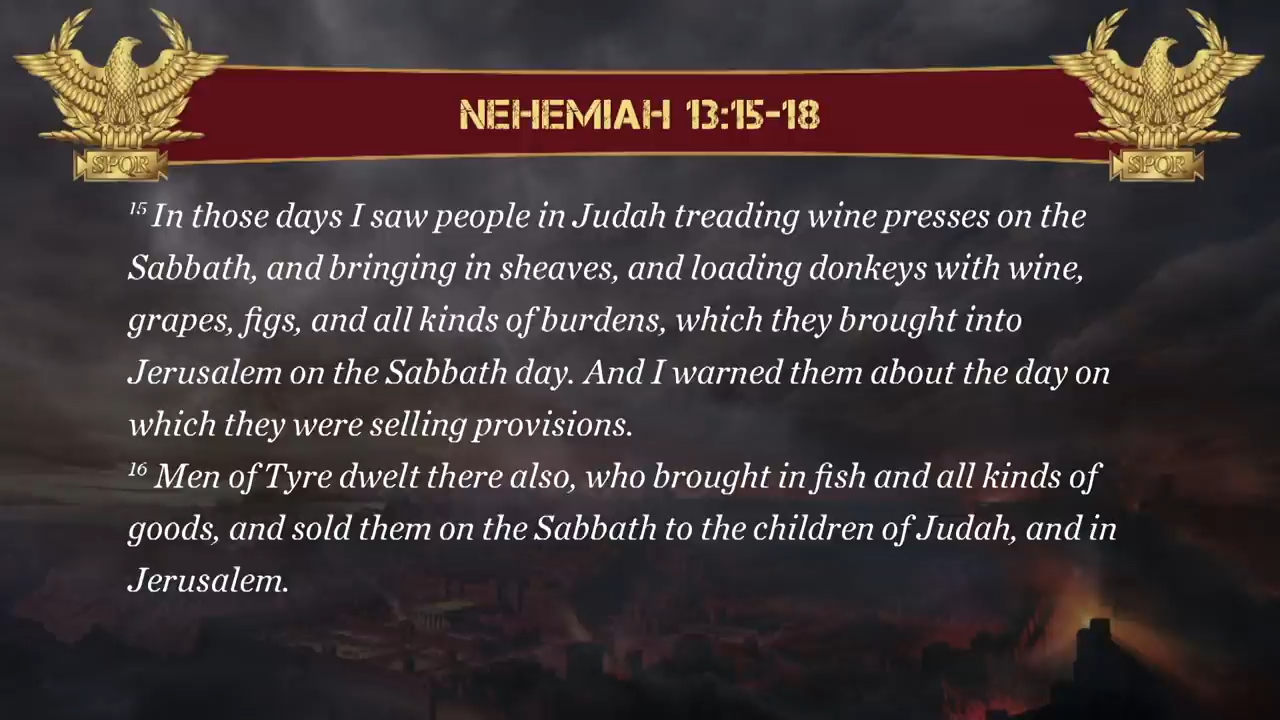 SPQR
NEHEMIAH 13:15-18
SPQR
15 In those days I saw people in Judah treading wine presses on the
Sabbath, and bringing in sheaves, and loading donkeys with wine,
grapes, figs, and all kinds of burdens, which they brought into
Jerusalem on the Sabbath day. And I warned them about the day on
which they were selling provisions.
16 Men of Tyre dwelt there also, who brought in fish and all kinds of
goods, and sold them on the Sabbath to the children of Judah, and in
Jerusalem.